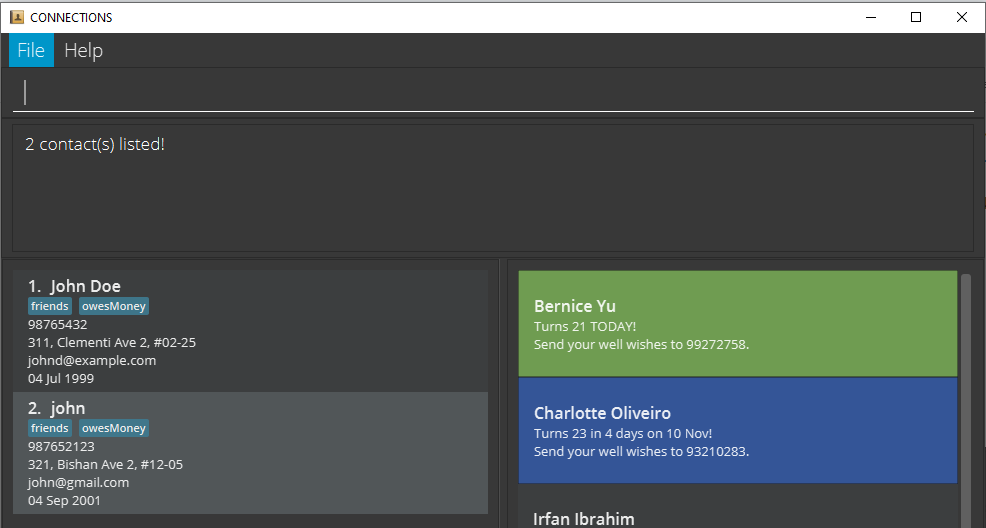 CONNECTIONS
File Help
2 contact(s) listed!
1. John Doe
friends owesMoney
98765432
311, Clementi Ave 2, #02-25
johnd@example.com
04 Jul 1999
2. john
friends owesMoney
987652123
321, Bishan Ave 2, #12-05
john@gmail.com
04 Sep 2001
Bernice Yu
Turns 21 TODAY!
Send your well wishes to 99272758.
Charlotte Oliveiro
Turns 23 in 4 days on 10 Nov!
Send your well wishes to 93210283.
Irfan Ibrahim